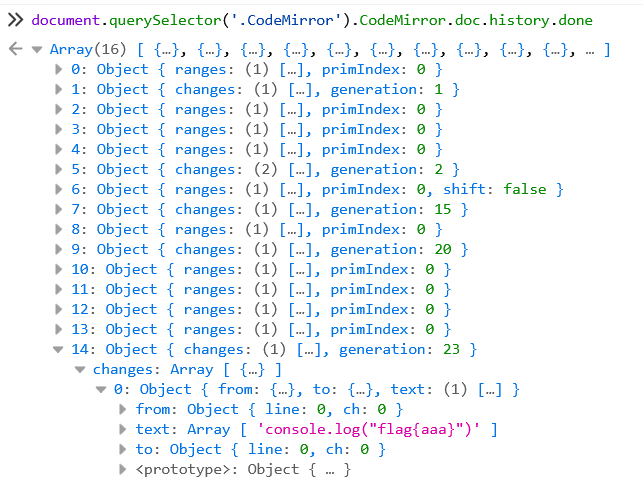 document.querySelector('.CodeMirror').CodeMirror.doc.history.done
Array(16) [ {…}, {…}, {…}, {…}, {…}, {…}, {…}, {…}, {…}, {…}, … ]
0: Object { ranges: (1) […], primIndex: 0 }
1: Object { changes: (1) […], generation: 1 }
2: Object { ranges: (1) […], primIndex: 0 }
3: Object { ranges: (1) […], primIndex: 0 }
4: Object { ranges: (1) […], primIndex: 0 }
5: Object { changes: (2) […], generation: 2 }
6: Object { ranges: (1) […], primIndex: 0, shift: false }
7: Object { changes: (1) […], generation: 15 }
8: Object { ranges: (1) […], primIndex: 0 }
9: Object { changes: (1) […], generation: 20 }
10: Object { ranges: (1) […], primIndex: 0 }
11: Object { ranges: (1) […], primIndex: 0 }
12: Object { ranges: (1) […], primIndex: 0 }
13: Object { ranges: (1) […], primIndex: 0 }
14: Object { changes: (1) […], generation: 23 }
changes: Array [ {…} ]
0: Object { from: {…}, to: {…}, text: (1) […] }
from: Object { line: 0, ch: 0 }
text: Array [ 'console.log("flag{aaa}")' ]
to: Object { line: 0, ch: 0 }
<prototype>: Object { … }